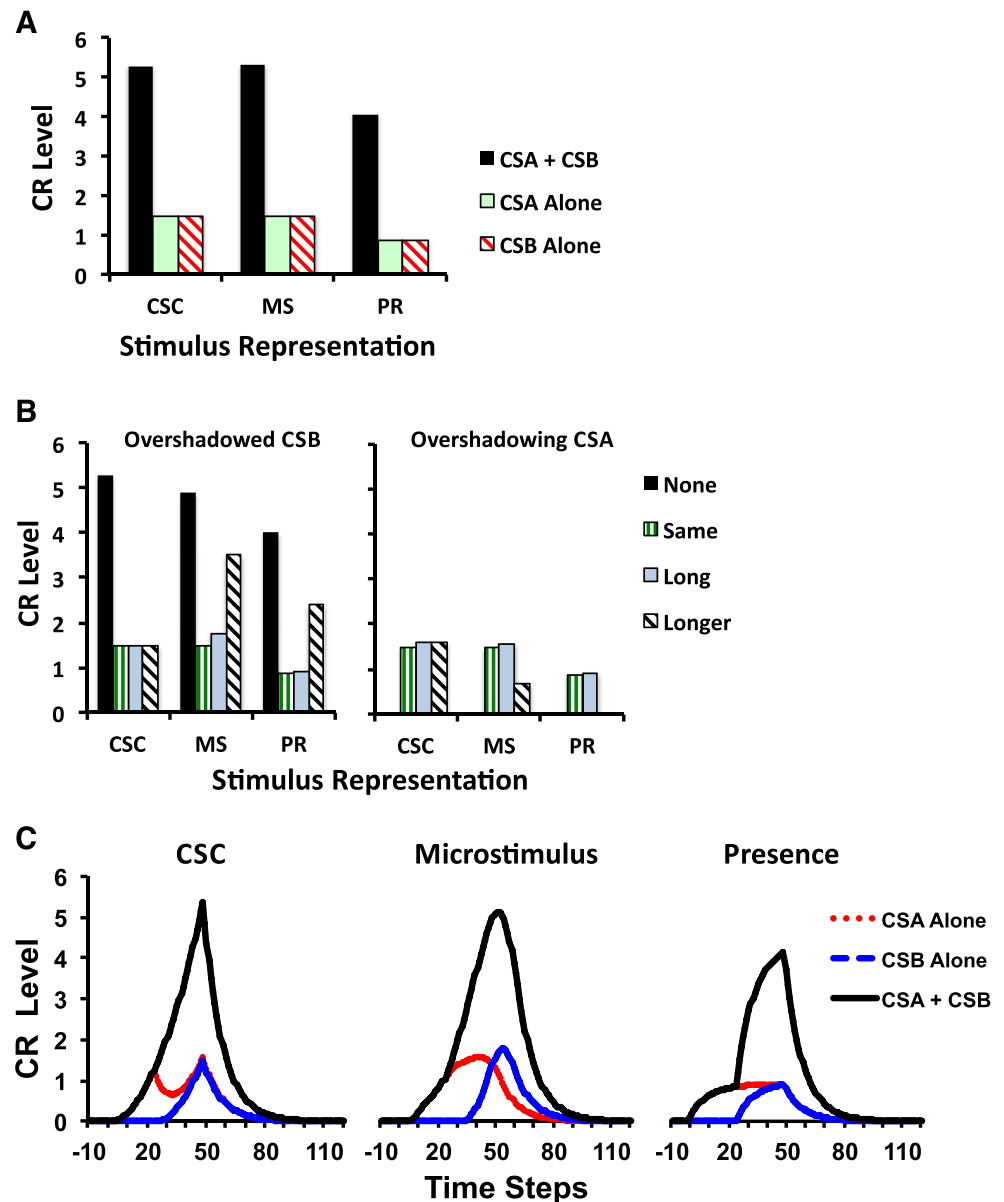 A
6
5
4
3
2
1
0
CR Level
CSC MS PR
Stimulus Representation
CSA + CSB
CSA Alone
CSB Alone
B
Overshadowed CSB Overshadowing CSA
6
5
4
3
2
1
0
CR Level
CSC MS PR CSC MS PR
Stimulus Representation
None
Same
Long
Longer
C
CSC Microstimulus Presence
6
5
4
3
2
1
0
CR Level
-10 20 50 80 110 -10 20 50 80 110 -10 20 50 80 110
Time Steps
CSA Alone
CSB Alone
CSA + CSB